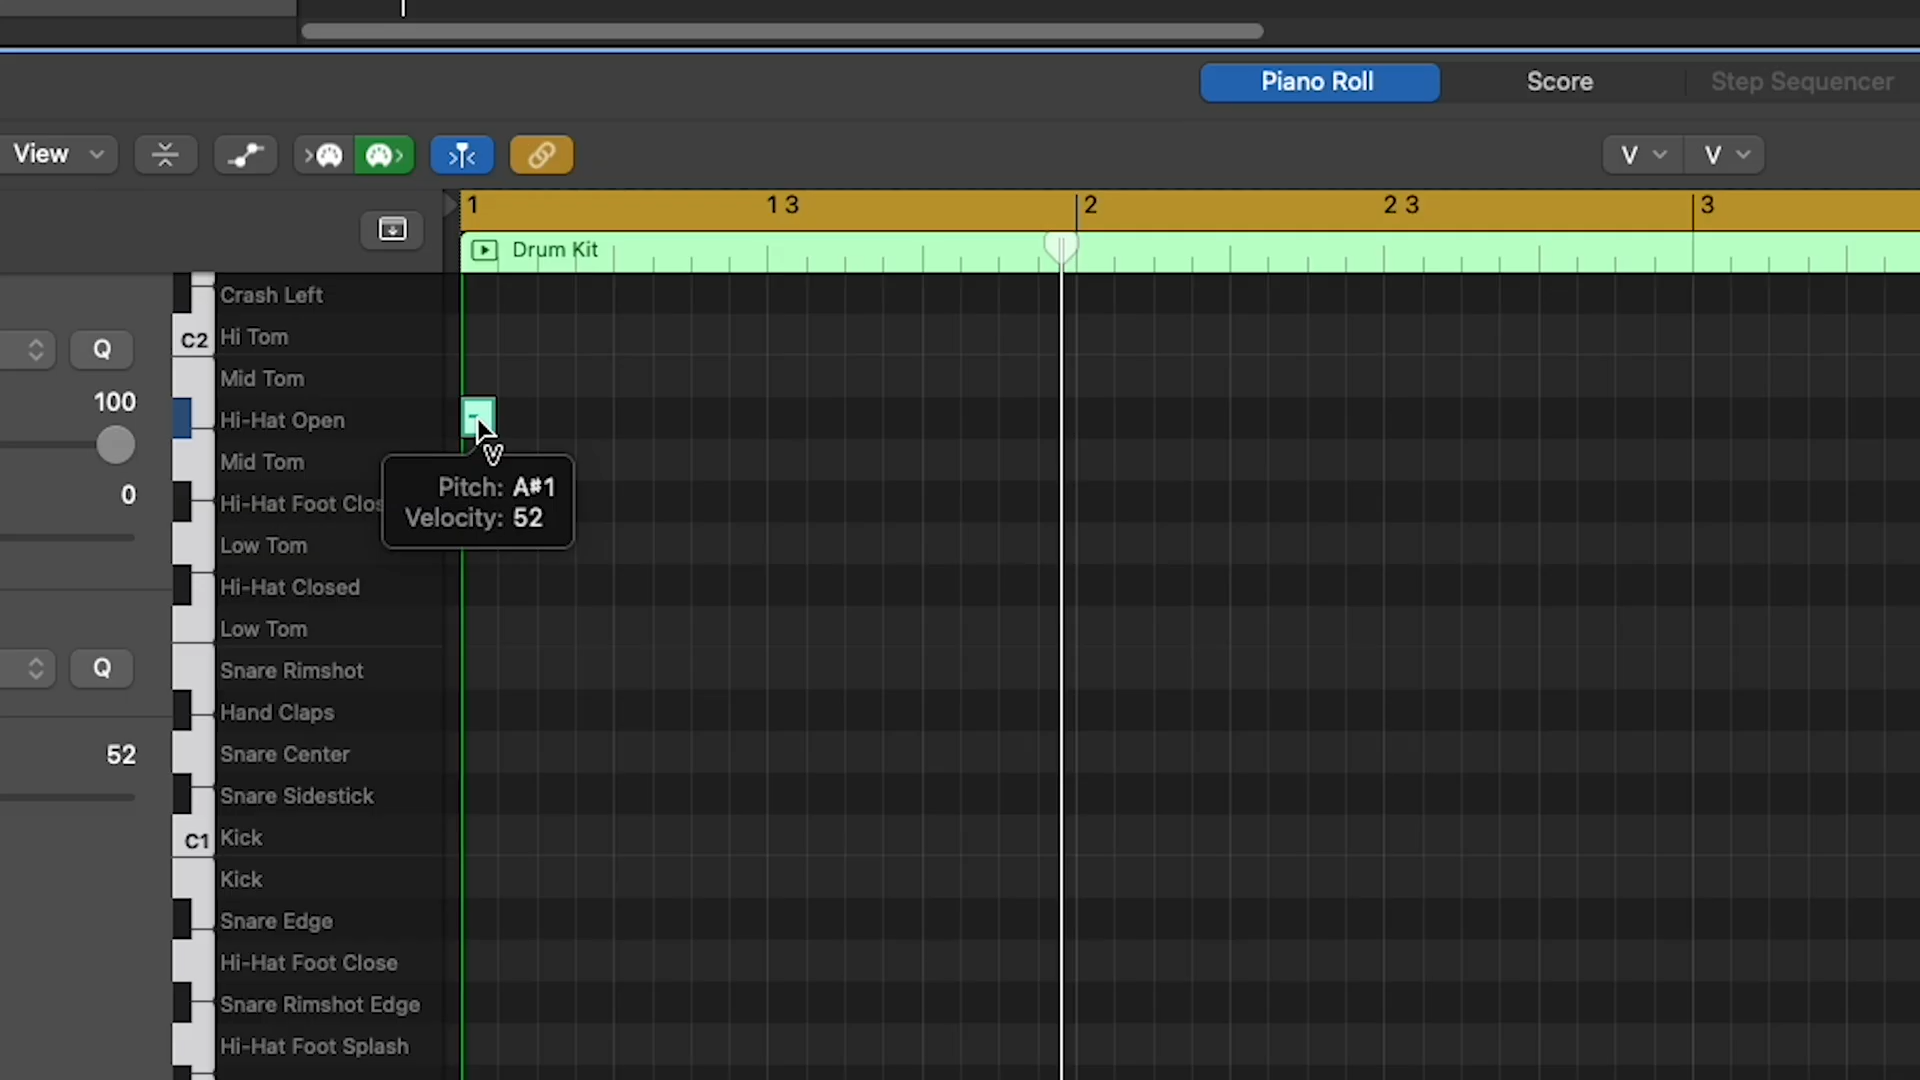 Piano Roll
Score
Step Sequencer
View
V
V
1
1 3
2
2 3
3
Drum Kit
Crash Left
C2
Hi Tom
Q
Mid Tom
100
Hi-Hat Open
Mid Tom
V
Pitch: A#1
Velocity: 52
0
Hi-Hat Foot Clos
Low Tom
Hi-Hat Closed
Low Tom
Q
Snare Rimshot
Hand Claps
52
Snare Center
Snare Sidestick
C1
Kick
Kick
Snare Edge
Hi-Hat Foot Close
Snare Rimshot Edge
Hi-Hat Foot Splash